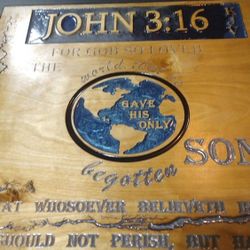 JOHN 3:16
FOR GOD SO LOVED
THE world
GAVE
HIS
ONLY
begotten
SON
AT WHOSOEVER BELIEVETH
SHOULD NOT PERISH, BUT